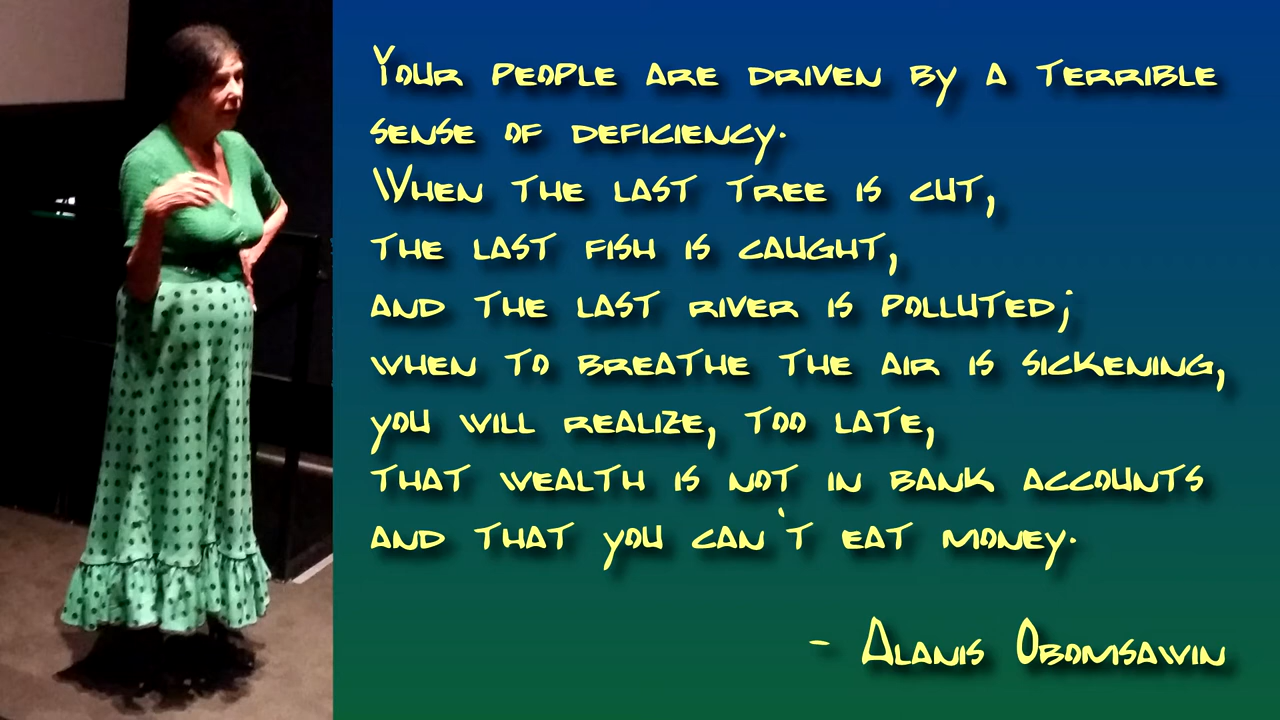 Your people are driven by a terrible
sense of deficiency.
When the last tree is cut,
the last fish is caught,
and the last river is polluted;
when to breathe the air is sickening,
you will realize, too late,
that wealth is not in bank accounts
and that you can't eat money.
- Alanis Obomsawin